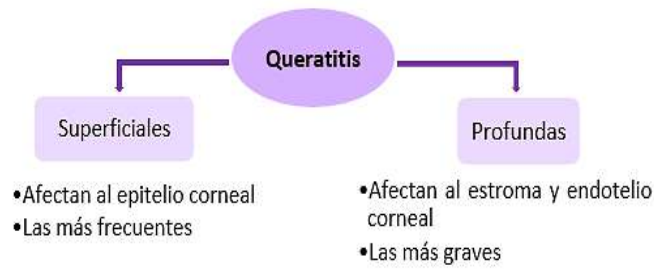 Queratitis
Superficiales
•Afectan al epitelio corneal
•Las más frecuentes
Profundas
•Afectan al estroma y endotelio
corneal
•Las más graves